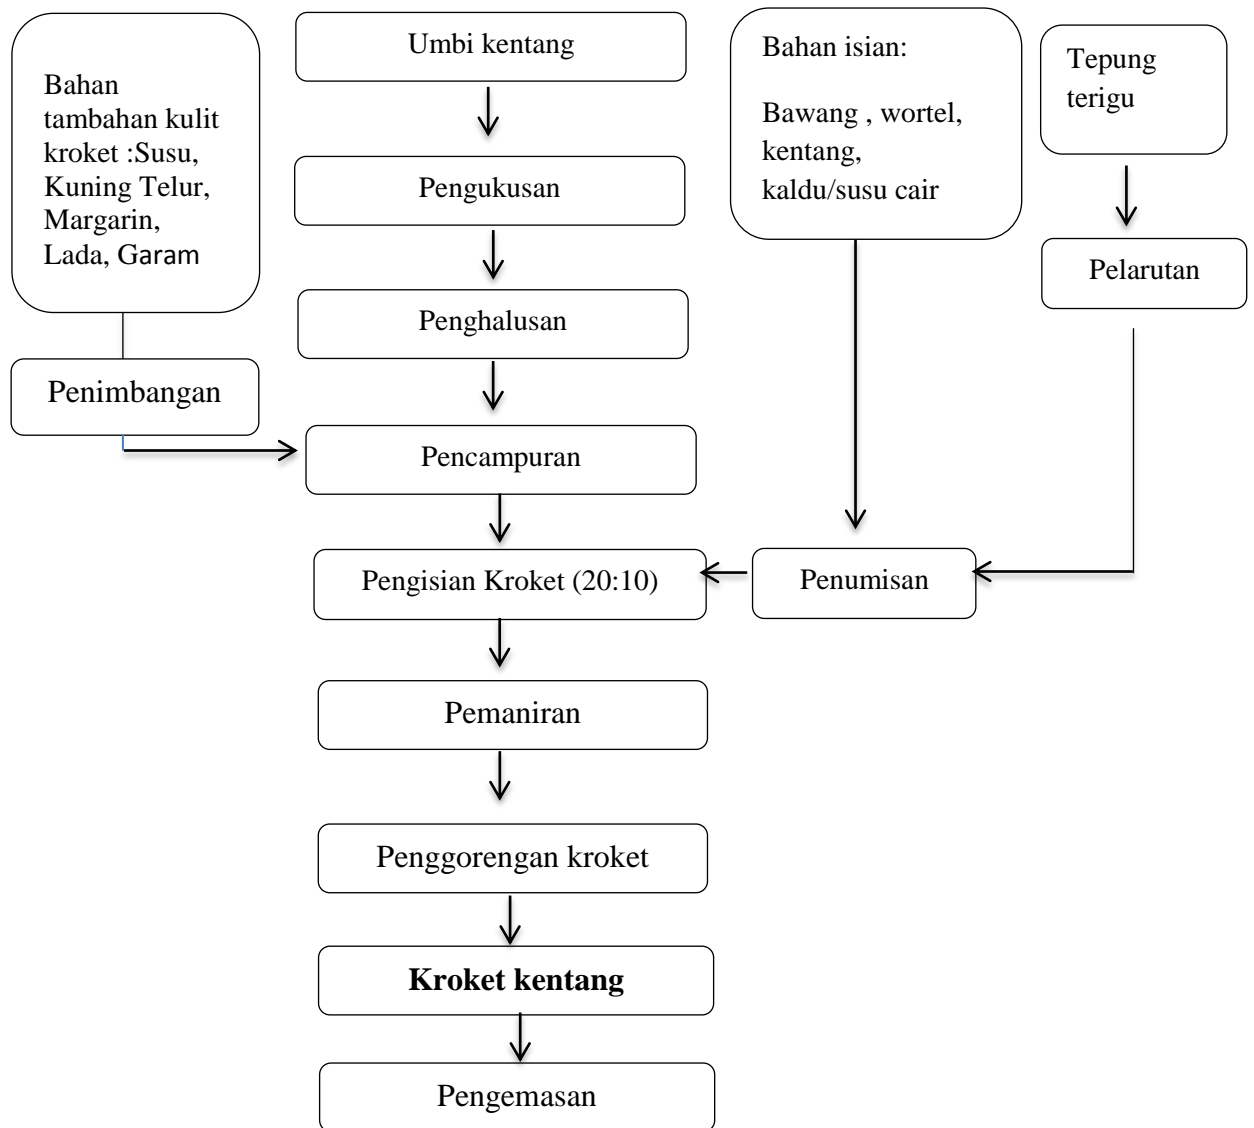 Bahan
tambahan kulit
kroket :Susu,
Kuning Telur,
Margarin,
Lada, Garam
Penimbangan
Umbi kentang
Pengukusan
Penghalusan
Pencampuran
Pengisian Kroket (20:10)
Pemaniran
Penggorengan kroket
Kroket kentang
Pengemasan
Bahan isian:
Bawang , wortel,
kentang,
kaldu/susu cair
Penumisan
Tepung
terigu
Pelarutan